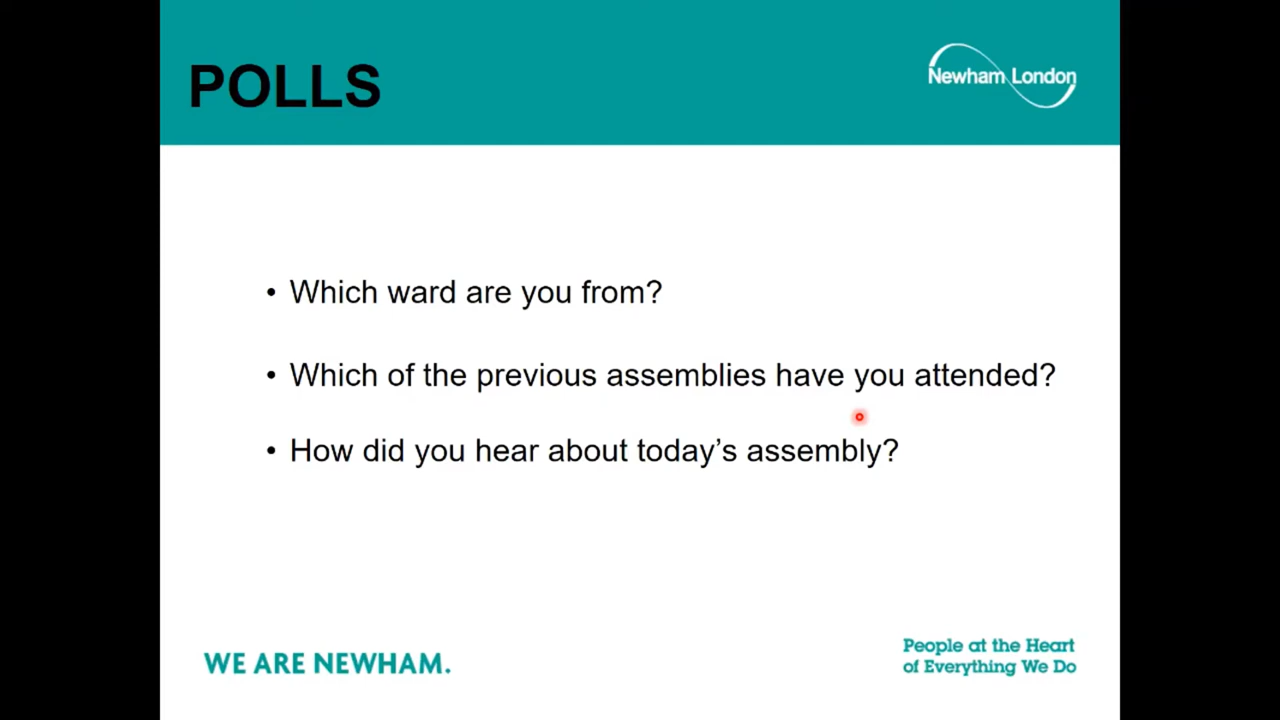 POLLS
Newham London
• Which ward are you from?
• Which of the previous assemblies have you attended?
• How did you hear about today’s assembly?
WE ARE NEWHAM.
People at the Heart
of Everything We Do